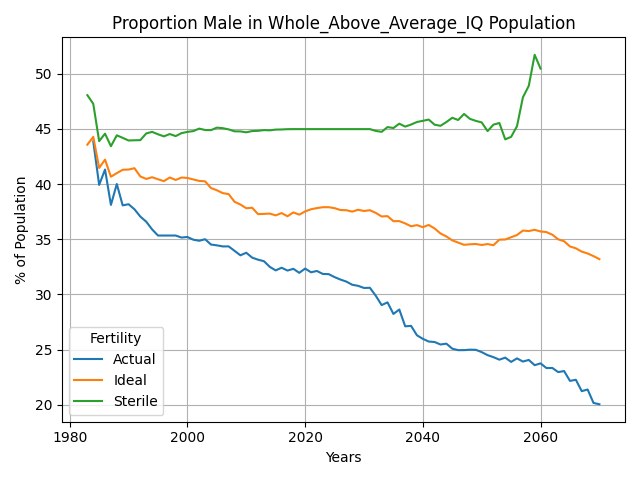 Proportion Male in Whole_Above_Average_IQ Population
% of Population
50
45
40
35
30
25
20
Fertility
Actual
Ideal
Sterile
1980
2000
2020
2040
2060
Years